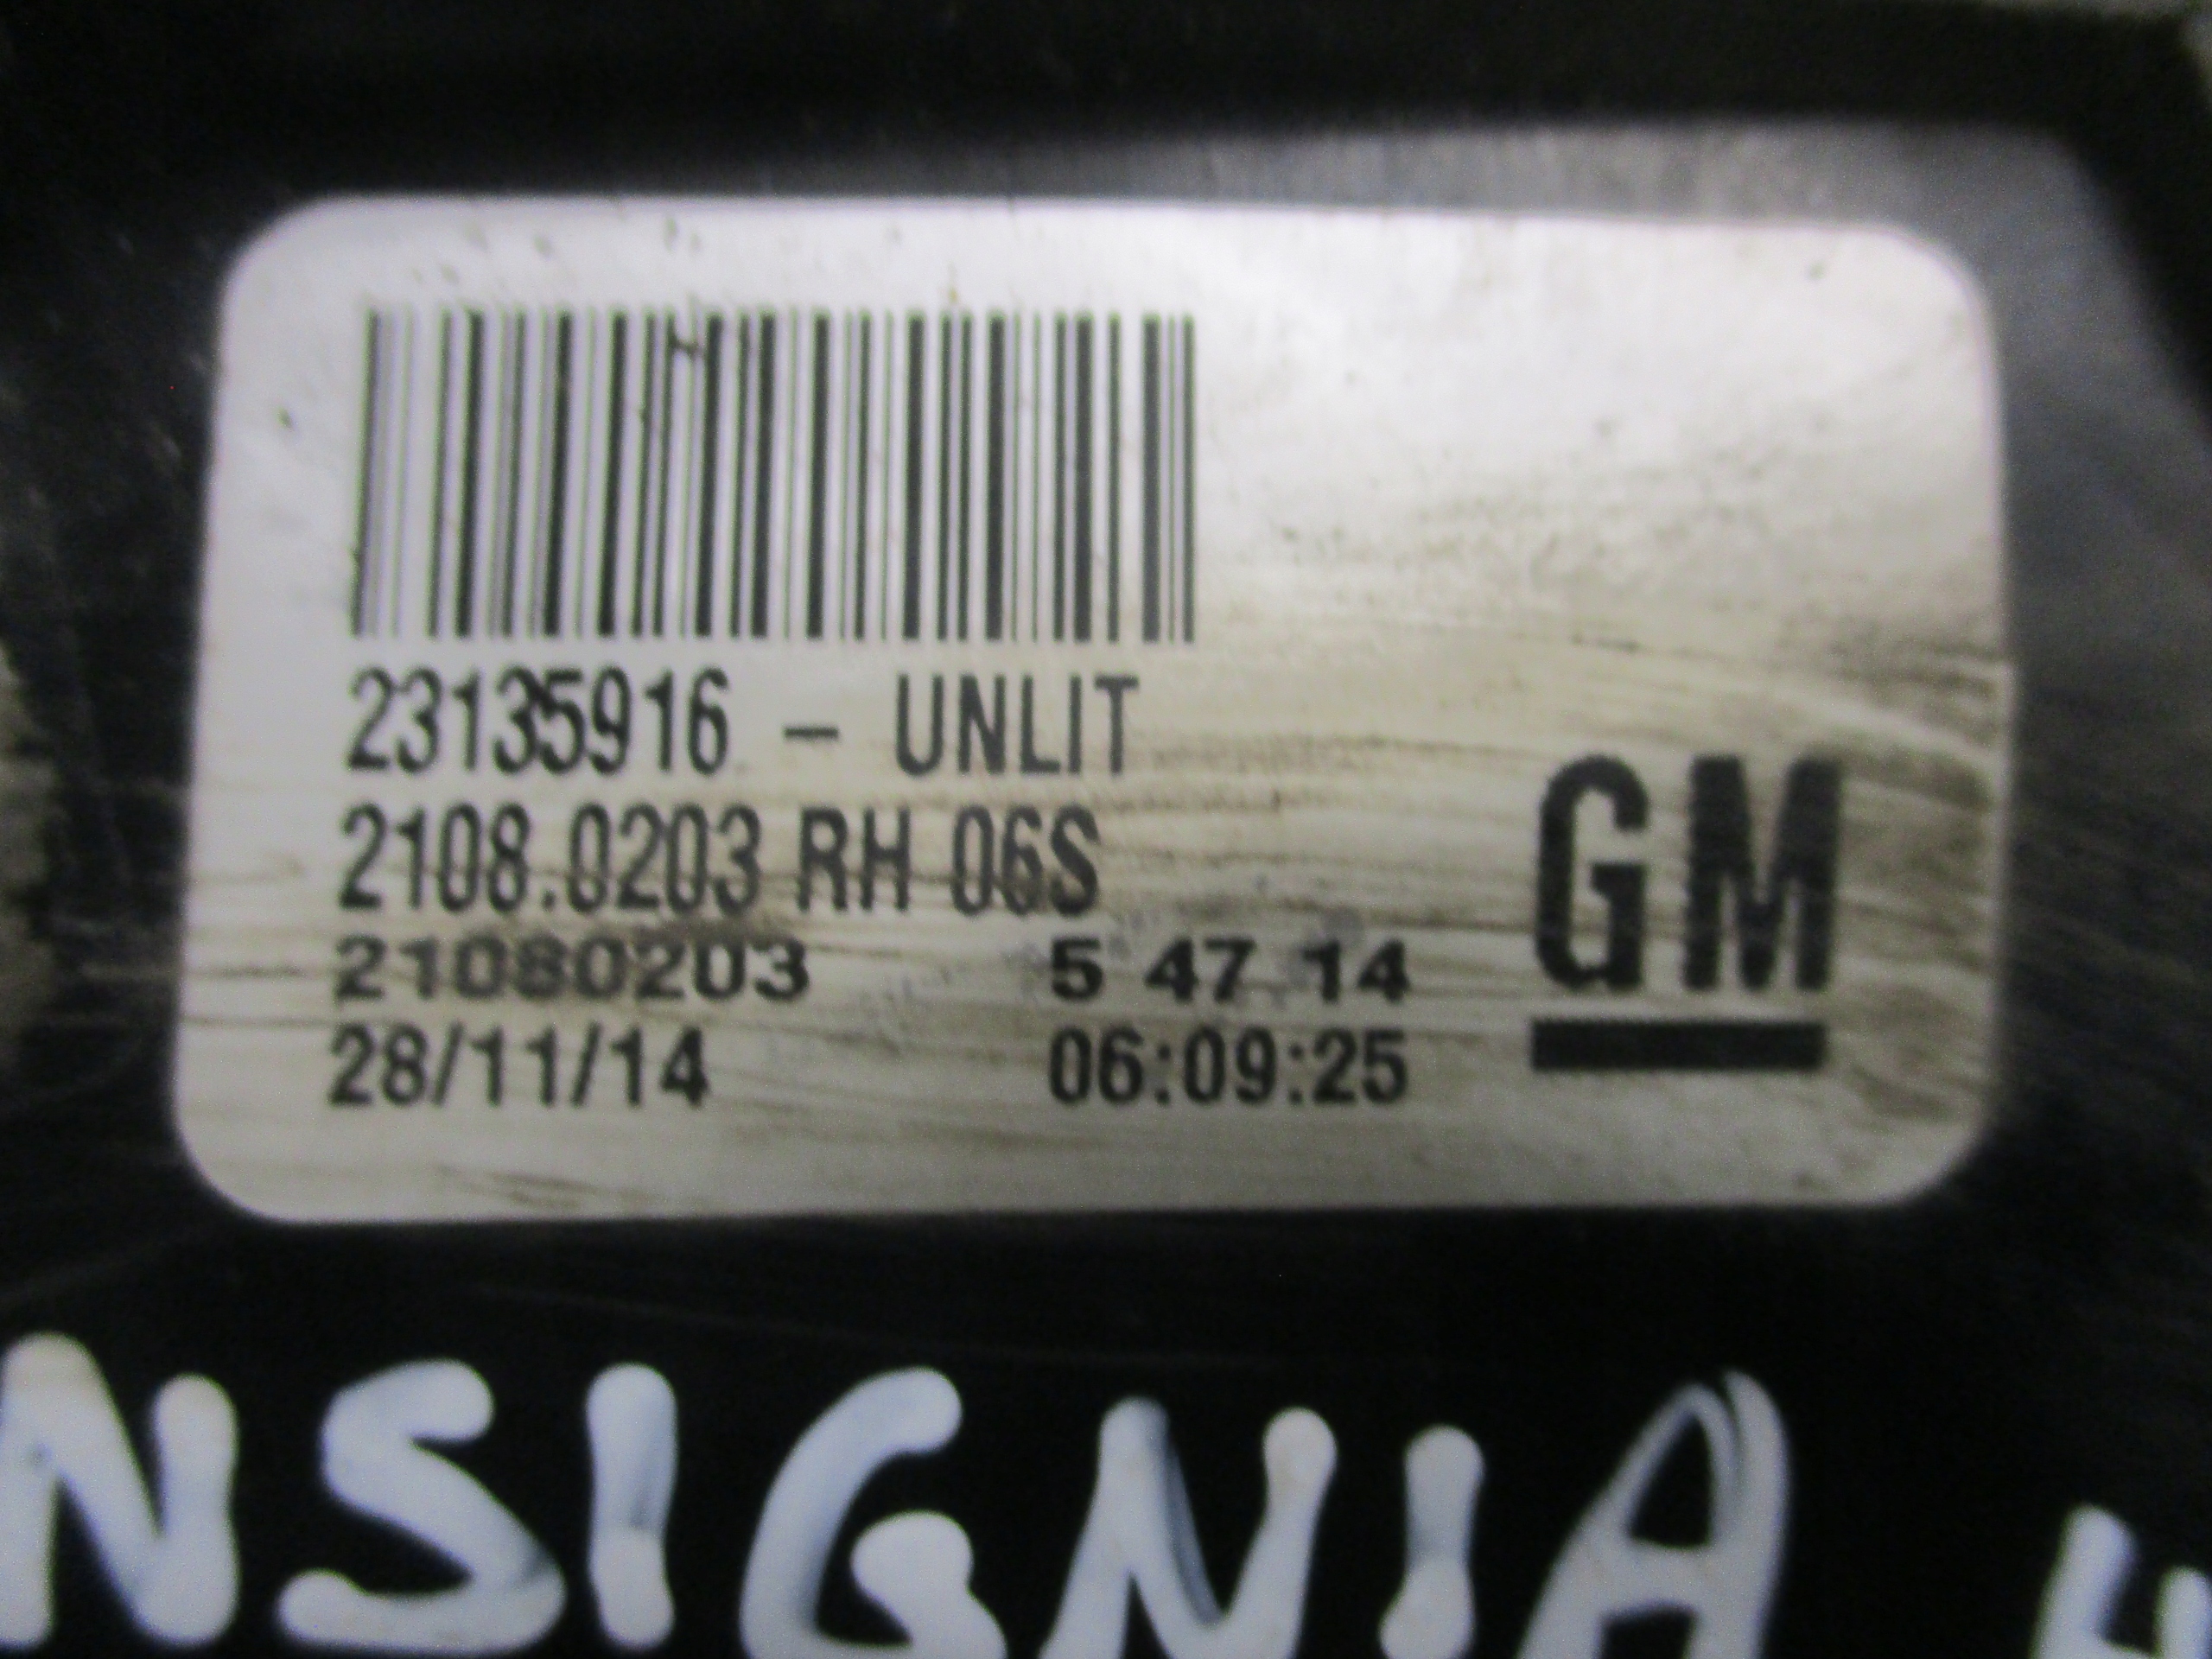 23135916 - UNLIT
2108.0203 RH 06S
21080203 5 47 14
28/11/14 06:09:25
GM
NSIGNIA